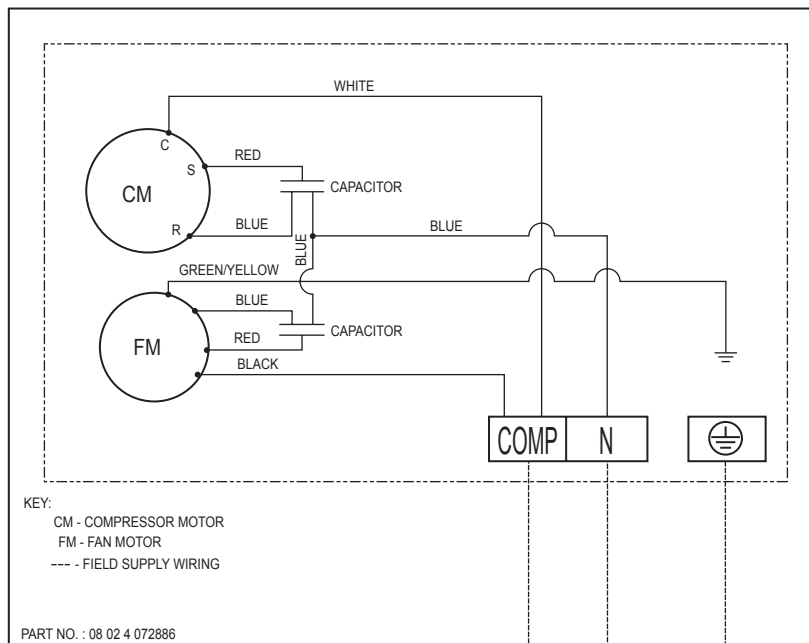 WHITE
C
RED
S
CAPACITOR
CM
R
BLUE
BLUE
BLUE
GREEN/YELLOW
BLUE
CAPACITOR
FM
RED
BLACK
COMP
N
KEY:
CM - COMPRESSOR MOTOR
FM - FAN MOTOR
--- - FIELD SUPPLY WIRING
PART NO. : 08 02 4 072886